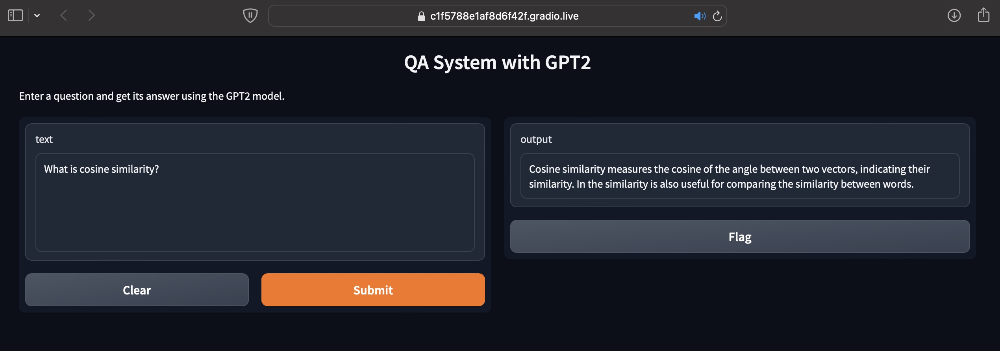 c1f5788e1af8d6f42f.gradio.live
QA System with GPT2
Enter a question and get its answer using the GPT2 model.
text
What is cosine similarity?
Clear
Submit
output
Cosine similarity measures the cosine of the angle between two vectors, indicating their
similarity. In the similarity is also useful for comparing the similarity between words.
Flag